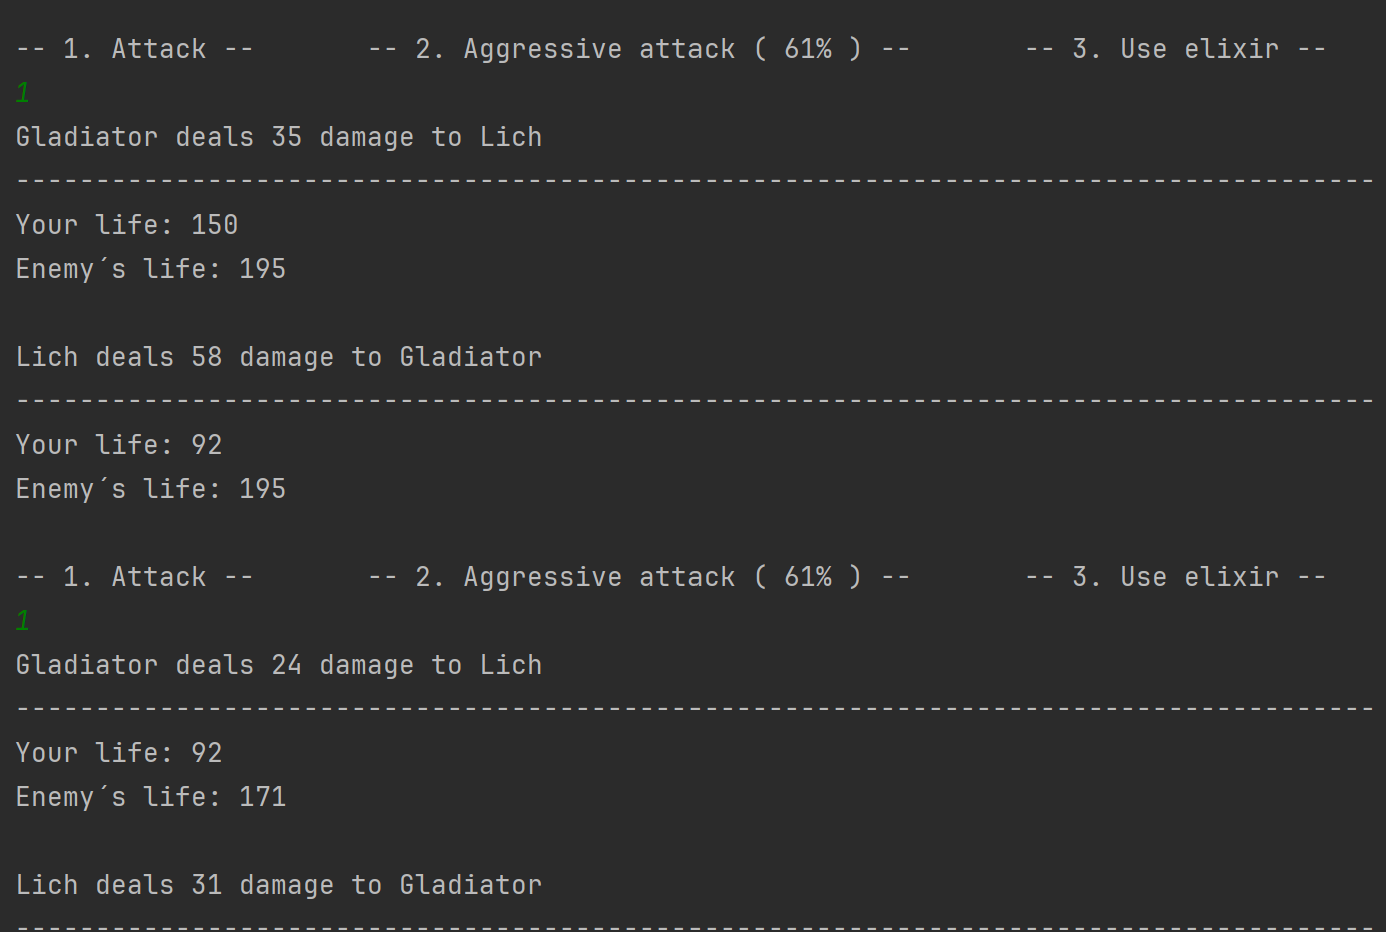 -- 1. Attack --       -- 2. Aggressive attack ( 61% ) --       -- 3. Use elixir --
1
Gladiator deals 35 damage to Lich
-------------------------------------------------------------------------------------
Your life: 150
Enemy´s life: 195
Lich deals 58 damage to Gladiator
-------------------------------------------------------------------------------------
Your life: 92
Enemy´s life: 195
-- 1. Attack --       -- 2. Aggressive attack ( 61% ) --       -- 3. Use elixir --
1
Gladiator deals 24 damage to Lich
-------------------------------------------------------------------------------------
Your life: 92
Enemy´s life: 171
Lich deals 31 damage to Gladiator
-------------------------------------------------------------------------------------